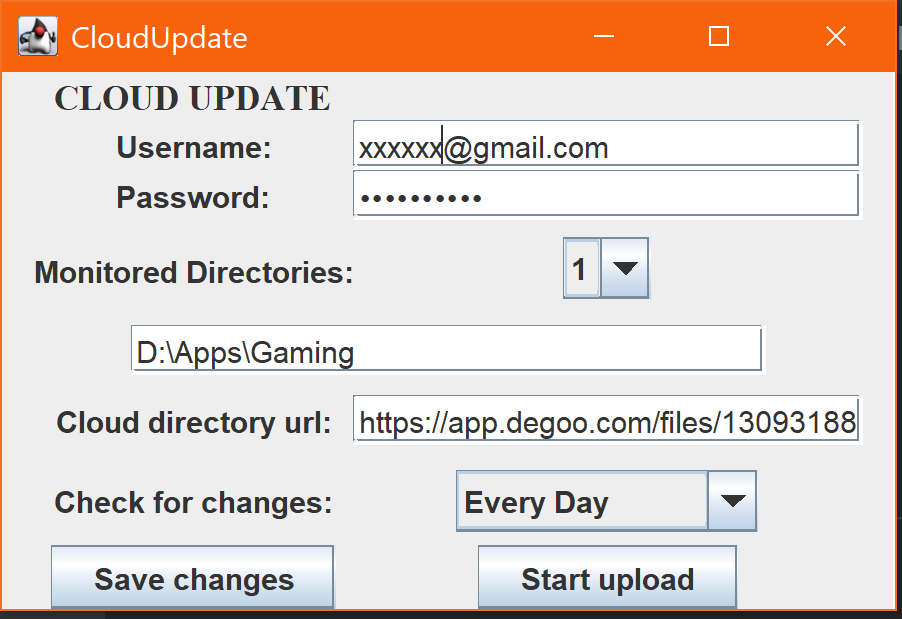 CloudUpdate
CLOUD UPDATE
Username: xxxxxx@gmail.com
Password: ••••••••••
Monitored Directories: 1
D:\Apps\Gaming
Cloud directory url: https://app.degoo.com/files/13093188
Check for changes: Every Day
Save changes Start upload